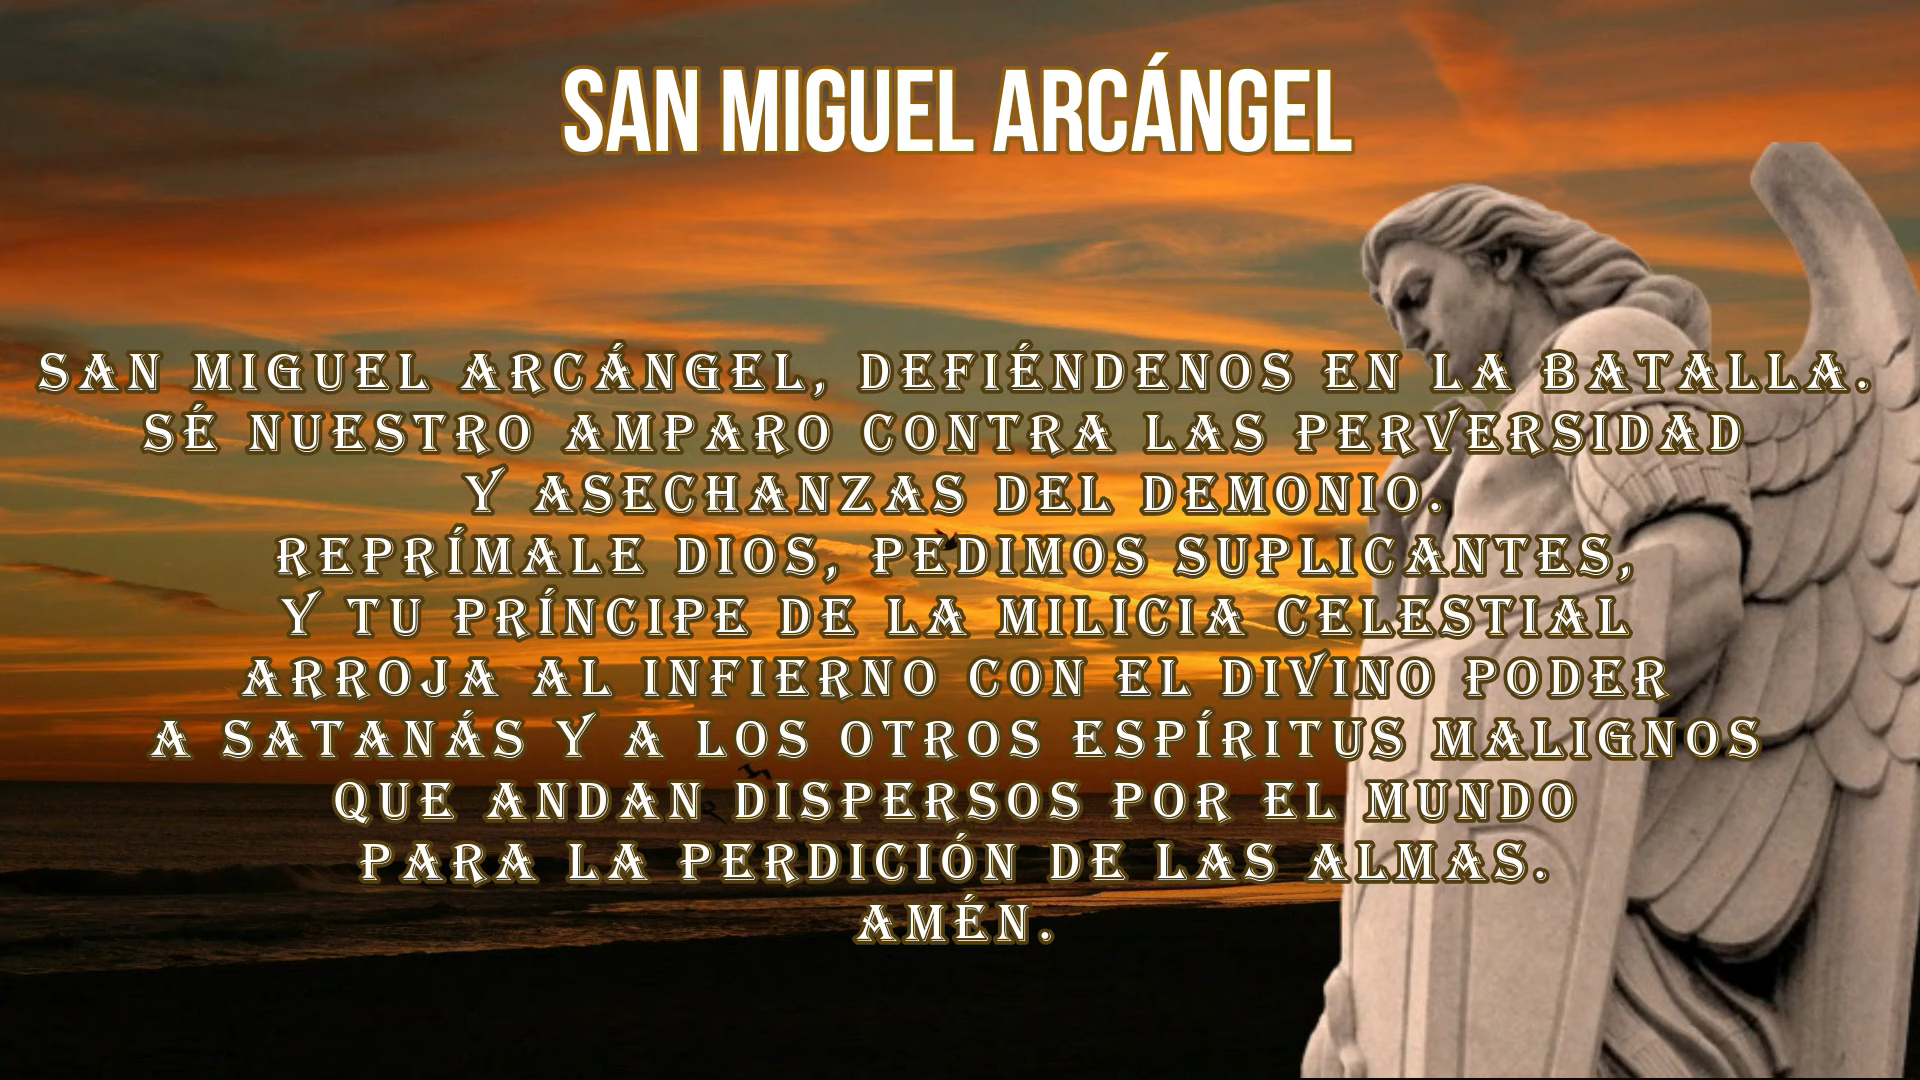 SAN MIGUEL ARCÁNGEL
SAN MIGUEL ARCÁNGEL, DEFIÉNDENOS EN LA BATALLA.
SÉ NUESTRO AMPARO CONTRA LAS PERVERSIDAD
Y ASECHANZAS DEL DEMONIO.
REPRÍMALE DIOS, PEDIMOS SUPLICANTES,
Y TU PRÍNCIPE DE LA MILICIA CELESTIAL
ARROJA AL INFIERNO CON EL DIVINO PODER
A SATANÁS Y A LOS OTROS ESPÍRITUS MALIGNOS
QUE ANDAN DISPERSOS POR EL MUNDO
PARA LA PERDICIÓN DE LAS ALMAS.
AMÉN.